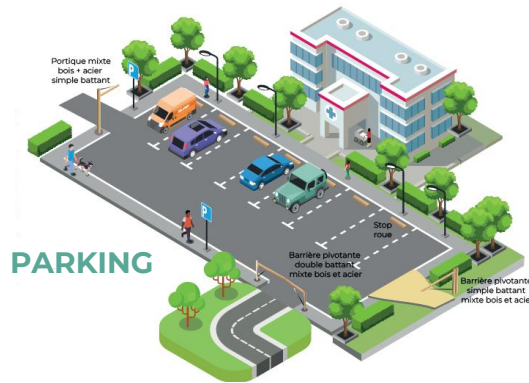 Portique mixte
bois + acier
simple battant
P
Stop
roue
P
PARKING
Barrière pivotante
double battant
mixte bois et acier
Barrière pivotante
simple battant
mixte bois et acie